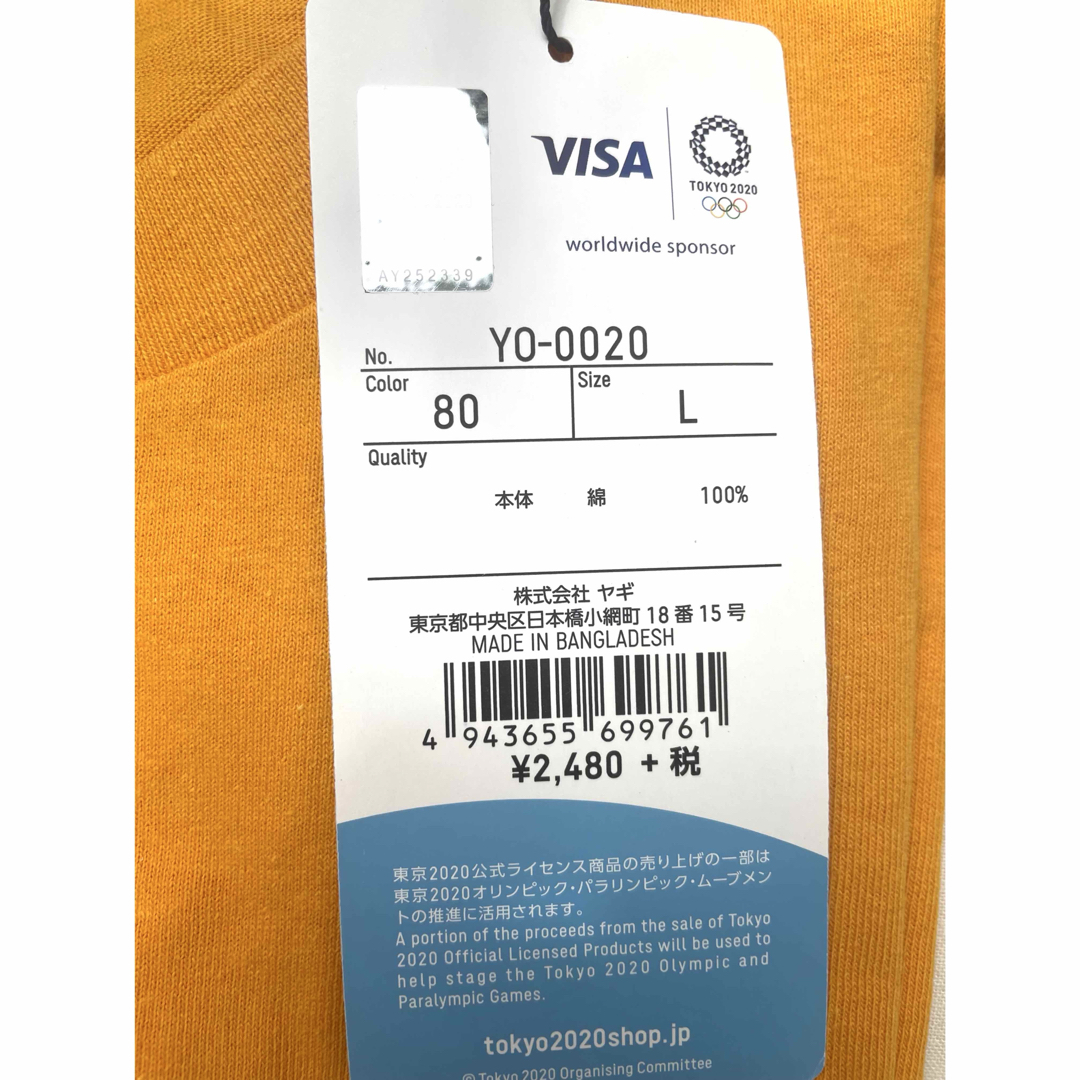 VISA
TOKYO 2020
worldwide sponsor
AY252339
No. YO-0020
Color 80 Size L
Quality
本体 綿 100%
株式会社 ヤギ
東京都中央区日本橋小網町 18 番 15 号
MADE IN BANGLADESH
4 943655 699761
¥2,480 + 税
東京2020公式ライセンス商品の売り上げの一部は
東京2020オリンピック・パラリンピック・ムーブメン
トの推進に活用されます。
A portion of the proceeds from the sale of Tokyo
2020 Official Licensed Products will be used to
help stage the Tokyo 2020 Olympic and
Paralympic Games.
tokyo2020shop.jp
© Tokyo 2020 Organising Committee